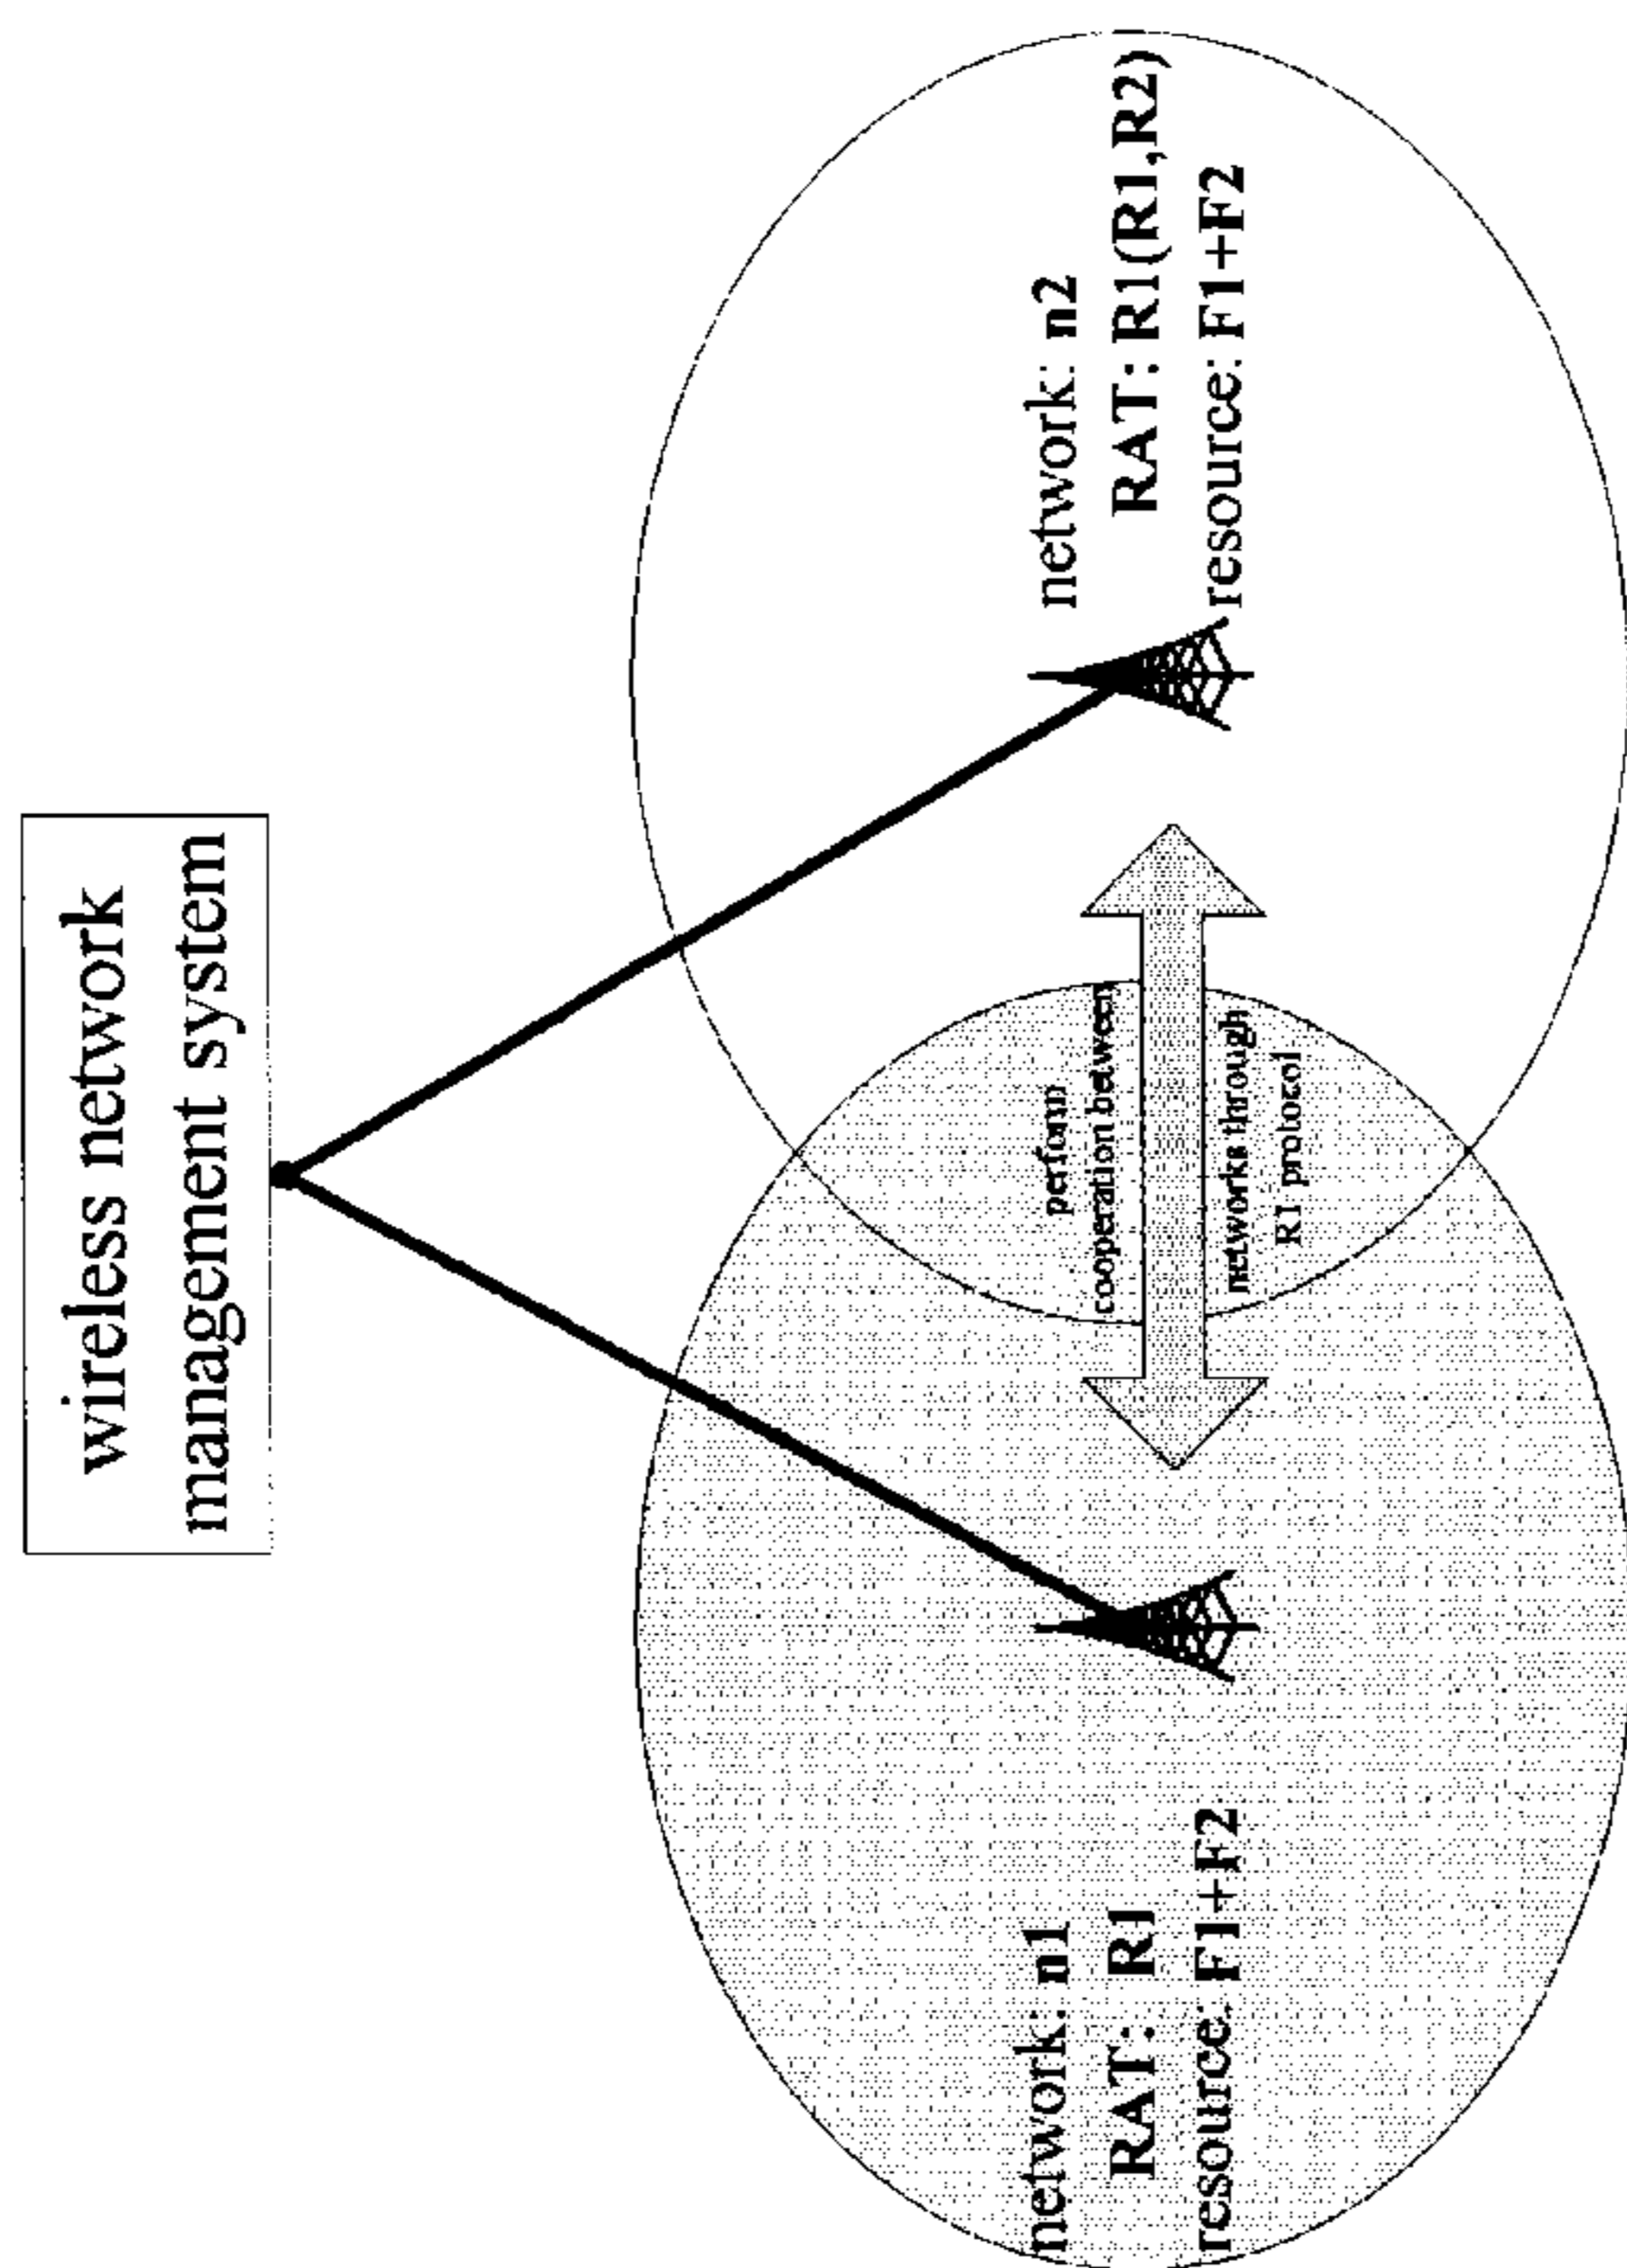 wireless network
management system
network: n1
RAT: R1
resource: F1+F2
perform
cooperation between
networks through
R1 protocol
network: n2
RAT: R1(R1,R2)
resource: F1+F2